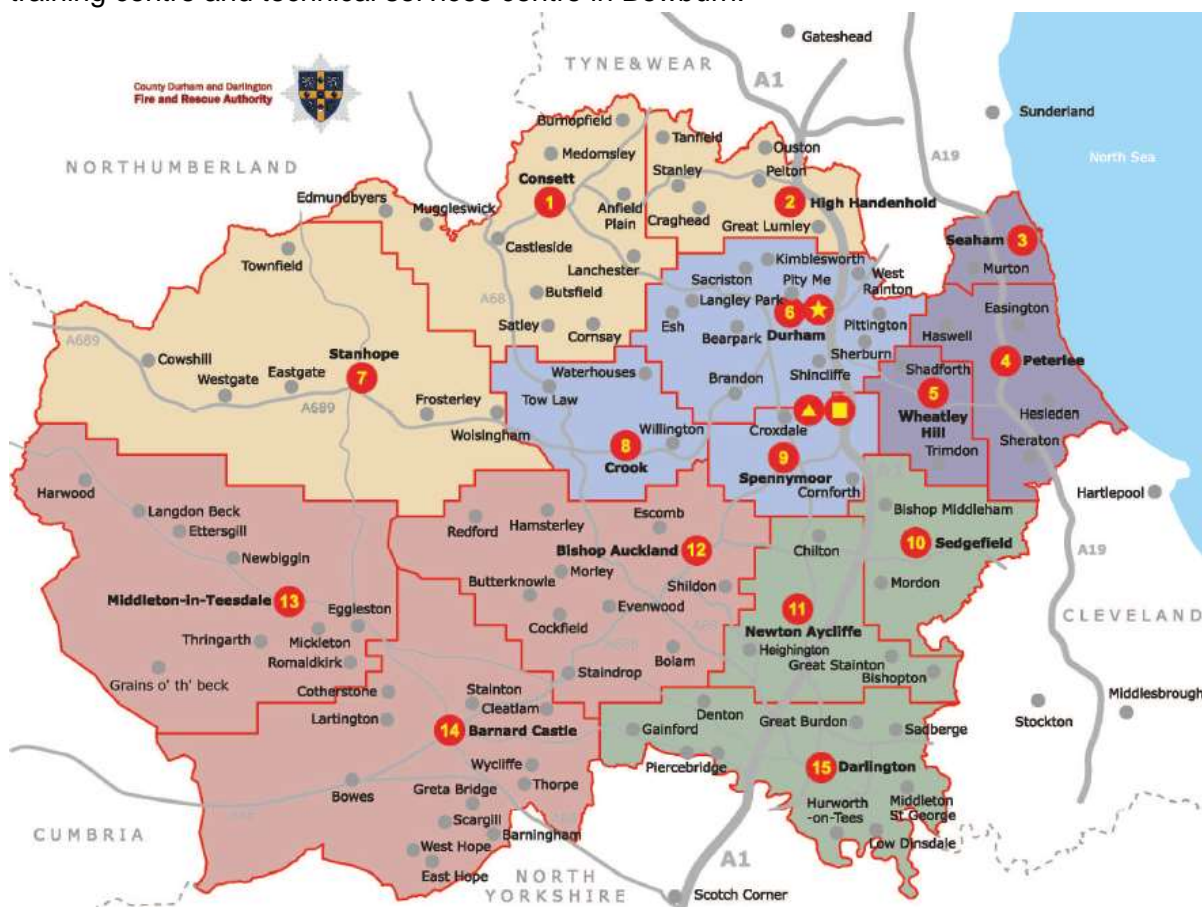 training centre and technical services centre in Bowburn.
Gateshead
TYNE&WEAR
A1
County Durham and Darlington
Fire and Rescue Authority
Sunderland
North Sea
A19
NORTHUMBERLAND
Burnopfield
Tanfield
Ouston
Medomsley
Stanley
Pelton
Consett
1
Edmundbyers
Muggleswick
Anfield
Plain
Craghead
2
High Handenhold
Great Lumley
Castleside
Seaham
3
Murton
Townfield
Lanchester
Kimblesworth
Sacriston
Pity Me
West
Rainton
A68
Butsfield
Langley Park
6
Durham
Easington
Satley
Cornsay
Esh
Bearpark
Pittington
Haswell
Sherburn
A689
Cowshill
Stanhope
7
Westgate
Eastgate
A689
Frosterley
Wolsingham
Waterhouses
Tow Law
Brandon
Shincliffe
Shadforth
4
Peterlee
5
Wheatley
Hill
Hesleden
Croxdale
Willington
8
Crook
9
Spennymoor
Trimdon
Sheraton
Cornforth
Harwood
Hartlepool
Langdon Beck
Ettersgill
Redford
Hamsterley
Escomb
Bishop Middleham
Newbiggin
Bishop Auckland
12
Chilton
10
Sedgefield
A19
Butterknowle
Morley
Shildon
Mordon
Middleton-in-Teesdale
13
Eggleston
Evenwood
11
Newton Aycliffe
CLEVELAND
Thringarth
Mickleton
Cockfield
Romaldkirk
Bolam
Heighington
Great Stainton
Bishopton
Grains o' th' beck
Staindrop
Cotherstone
Stainton
Cleatlam
Lartington
Denton
Great Burdon
Middlesbrough
Stockton
14
Barnard Castle
Gainford
Sadberge
Piercebridge
15
Darlington
Wycliffe
Bowes
Greta Bridge
Thorpe
Hurworth
-on-Tees
Middleton
St George
Scargill
CUMBRIA
Barningham
West Hope
East Hope
Low Dinsdale
A1
NORTH
YORKSHIRE
Scotch Corner